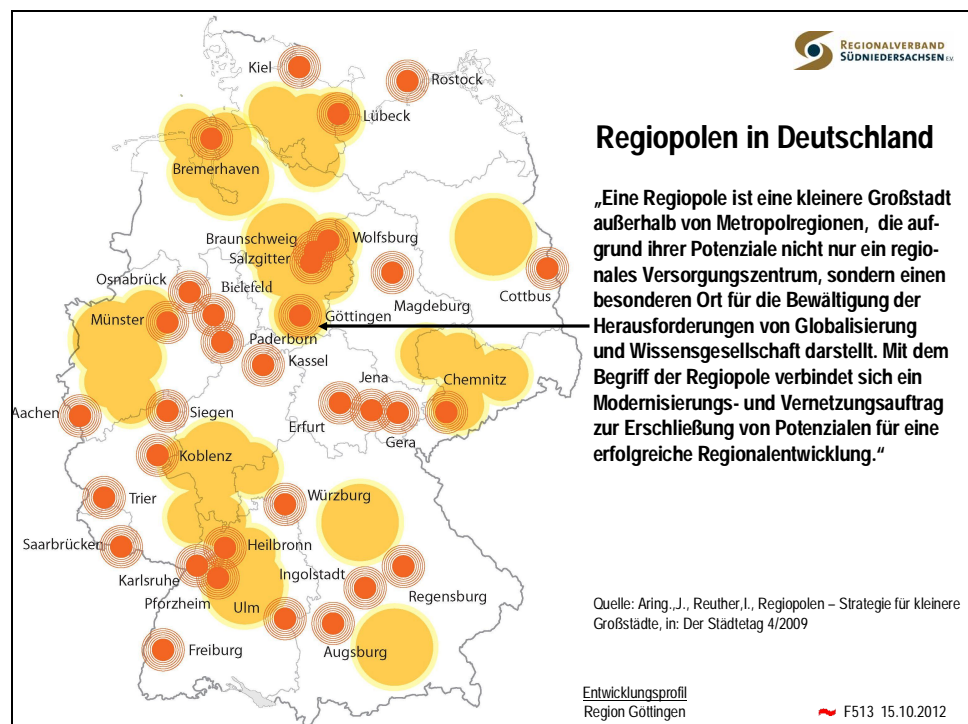 REGIONALVERBAND
SÜDNIEDERSACHSEN E.V.
Regiopolen in Deutschland
„Eine Regiopole ist eine kleinere Großstadt
außerhalb von Metropolregionen, die auf-
grund ihrer Potenziale nicht nur ein regio-
nales Versorgungszentrum, sondern einen
besonderen Ort für die Bewältigung der
Herausforderungen von Globalisierung
und Wissensgesellschaft darstellt. Mit dem
Begriff der Regiopole verbindet sich ein
Modernisierungs- und Vernetzungsauftrag
zur Erschließung von Potenzialen für eine
erfolgreiche Regionalentwicklung.“
Kiel
Rostock
Lübeck
Bremerhaven
Braunschweig
Wolfsburg
Salzgitter
Osnabrück
Bielefeld
Magdeburg
Cottbus
Münster
Göttingen
Paderborn
Kassel
Jena
Chemnitz
Aachen
Siegen
Erfurt
Gera
Koblenz
Trier
Würzburg
Saarbrücken
Heilbronn
Karlsruhe
Ingolstadt
Pforzheim
Ulm
Regensburg
Freiburg
Augsburg
Quelle: Aring.,J., Reuther,I., Regiopolen – Strategie für kleinere
Großstädte, in: Der Städtetag 4/2009
Entwicklungsprofil
Region Göttingen
F513 15.10.2012